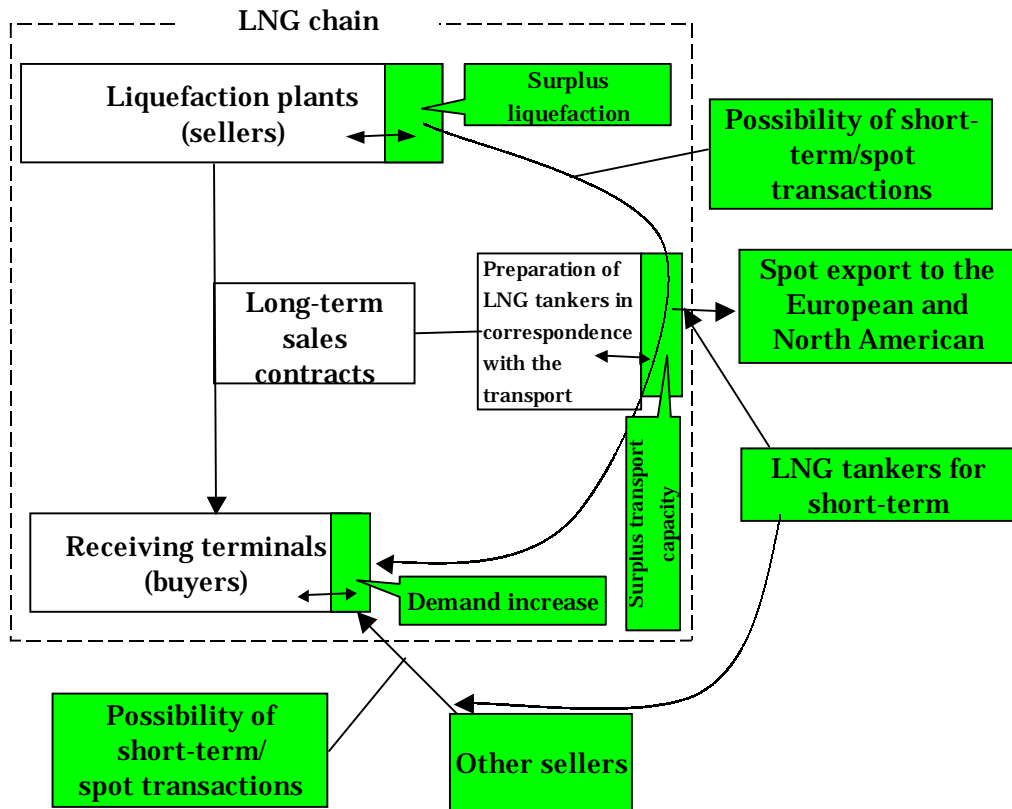 LNG chain
Liquefaction plants
(sellers)
Surplus
liquefaction
Possibility of short-
term/spot
transactions
Preparation of
LNG tankers in
correspondence
with the
transport
Spot export to the
European and
North American
Long-term
sales
contracts
Surplus transport
capacity
LNG tankers for
short-term
Receiving terminals
(buyers)
Demand increase
Possibility of
short-term/
spot transactions
Other sellers